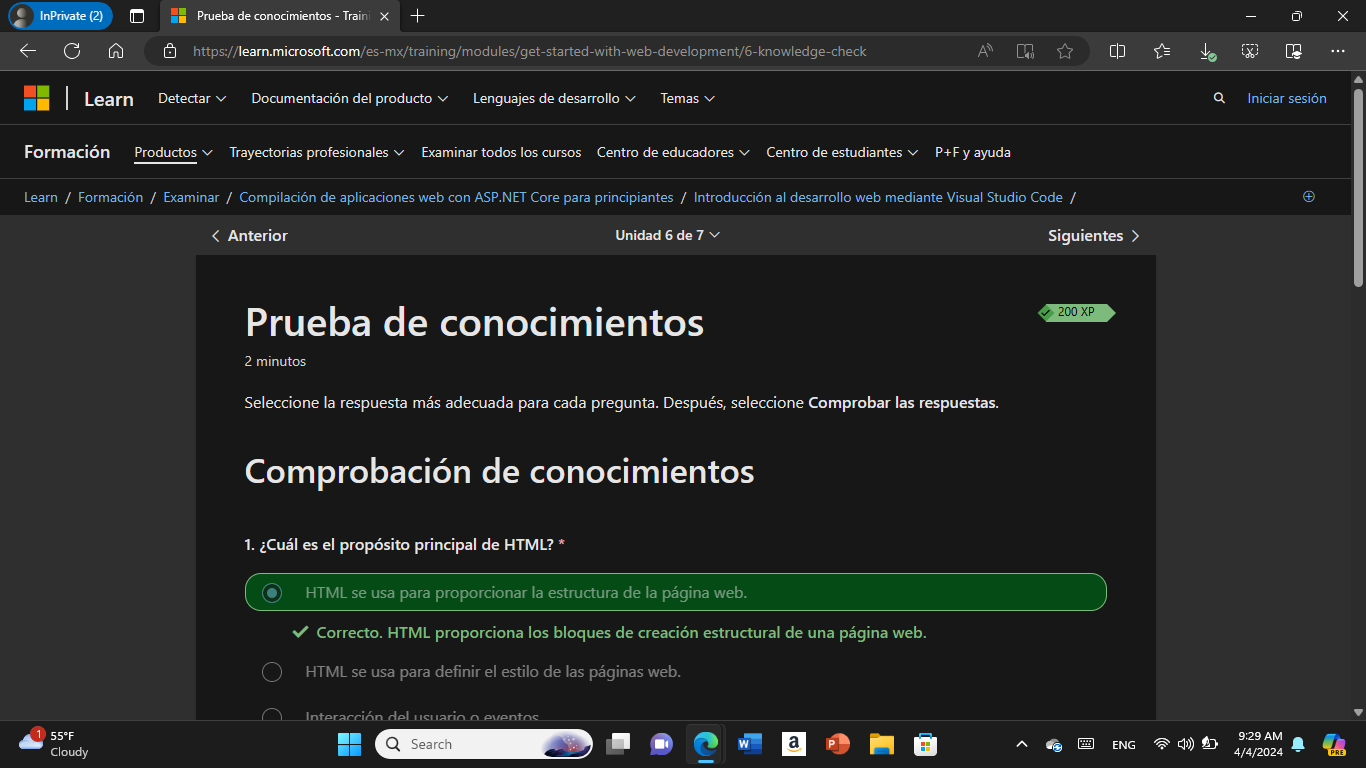 InPrivate (2)
Prueba de conocimientos - Traini
https://learn.microsoft.com/es-mx/training/modules/get-started-with-web-development/6-knowledge-check
Learn Detectar Documentación del producto Lenguajes de desarrollo Temas Iniciar sesión
Formación Productos Trayectorias profesionales Examinar todos los cursos Centro de educadores Centro de estudiantes P+F y ayuda
Learn / Formación / Examinar / Compilación de aplicaciones web con ASP.NET Core para principiantes / Introducción al desarrollo web mediante Visual Studio Code /
Anterior Unidad 6 de 7 Siguientes
Prueba de conocimientos
200 XP
2 minutos
Seleccione la respuesta más adecuada para cada pregunta. Después, seleccione Comprobar las respuestas.
Comprobación de conocimientos
1. ¿Cuál es el propósito principal de HTML? *
HTML se usa para proporcionar la estructura de la página web.
Correcto. HTML proporciona los bloques de creación estructural de una página web.
HTML se usa para definir el estilo de las páginas web.
Interacción del usuario o eventos
1
55°F
Cloudy
Search
ENG
9:29 AM
4/4/2024
PRE